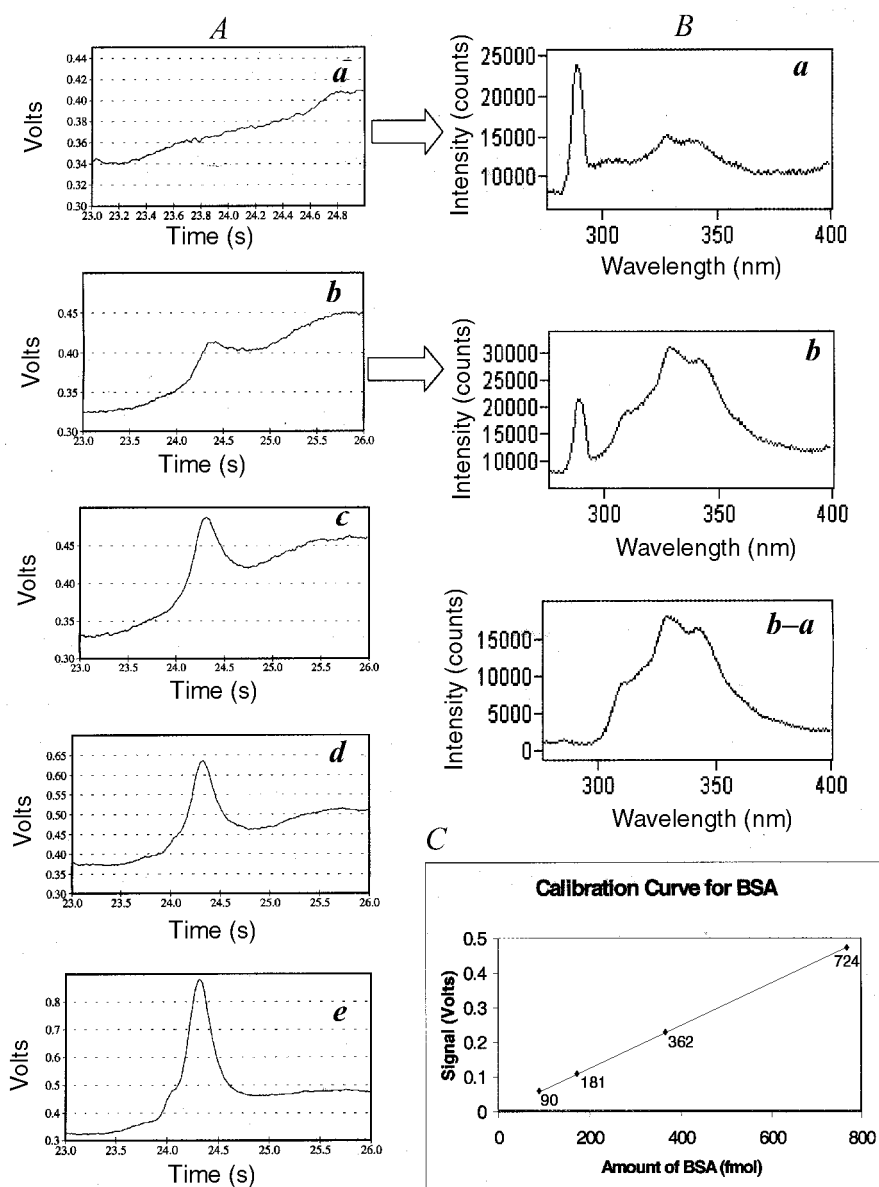 A
a
Volts
0.44
0.42
0.40
0.38
0.36
0.34
0.32
0.30
23.0 23.2 23.4 23.6 23.8 24.0 24.2 24.4 24.6 24.8
Time (s)
b
Volts
0.45
0.40
0.35
0.30
23.0 23.5 24.0 24.5 25.0 25.5 26.0
Time (s)
c
Volts
0.45
0.40
0.35
0.30
23.0 23.5 24.0 24.5 25.0 25.5 26.0
Time (s)
d
Volts
0.65
0.60
0.55
0.50
0.45
0.40
0.35
0.30
23.0 23.5 24.0 24.5 25.0 25.5 26.0
Time (s)
e
Volts
0.8
0.7
0.6
0.5
0.4
0.3
23.0 23.5 24.0 24.5 25.0 25.5 26.0
Time (s)
B
a
Intensity (counts)
25000
20000
15000
10000
300 350 400
Wavelength (nm)
b
Intensity (counts)
30000
25000
20000
15000
10000
300 350 400
Wavelength (nm)
b–a
Intensity (counts)
15000
10000
5000
0
300 350 400
Wavelength (nm)
C
Calibration Curve for BSA
Signal (Volts)
0.5
0.4
0.3
0.2
0.1
0
90
181
362
724
0 200 400 600 800
Amount of BSA (fmol)